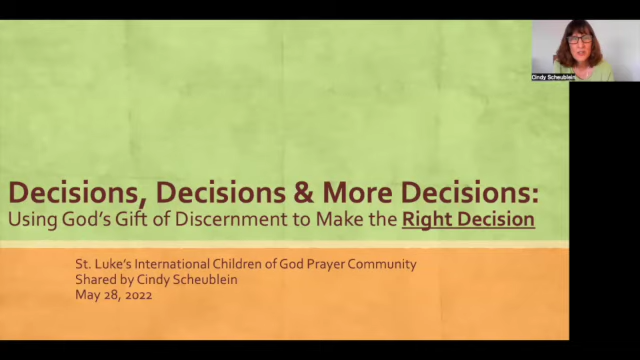 Cindy Scheublein
Decisions, Decisions & More Decisions:
Using God's Gift of Discernment to Make the Right Decision
St. Luke's International Children of God Prayer Community
Shared by Cindy Scheublein
May 28, 2022